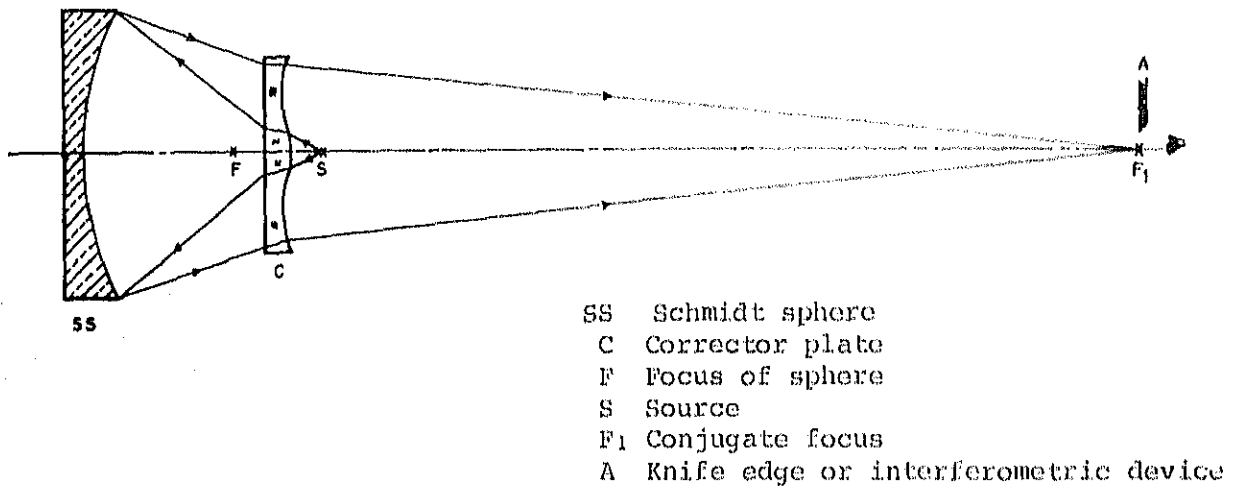 A
F
S
F₁
C
SS
SS Schmidt sphere
C Corrector plate
F Focus of sphere
S Source
F₁ Conjugate focus
A Knife edge or interferometric device